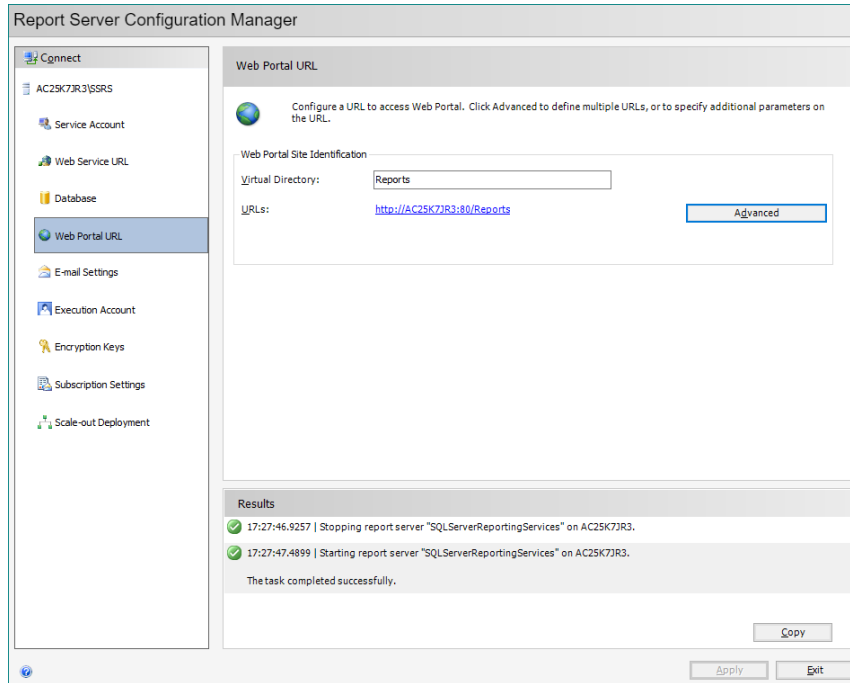 Report Server Configuration Manager
Connect
AC25K7JR3\SSRS
Service Account
Web Service URL
Database
Web Portal URL
E-mail Settings
Execution Account
Encryption Keys
Subscription Settings
Scale-out Deployment
Web Portal URL
Configure a URL to access Web Portal. Click Advanced to define multiple URLs, or to specify additional parameters on
the URL.
Web Portal Site Identification
Virtual Directory: Reports
URLs: http://AC25K7JR3:80/Reports
Advanced
Results
17:27:46.9257 | Stopping report server "SQLServerReportingServices" on AC25K7JR3.
17:27:47.4899 | Starting report server "SQLServerReportingServices" on AC25K7JR3.
The task completed successfully.
Copy
Apply Exit